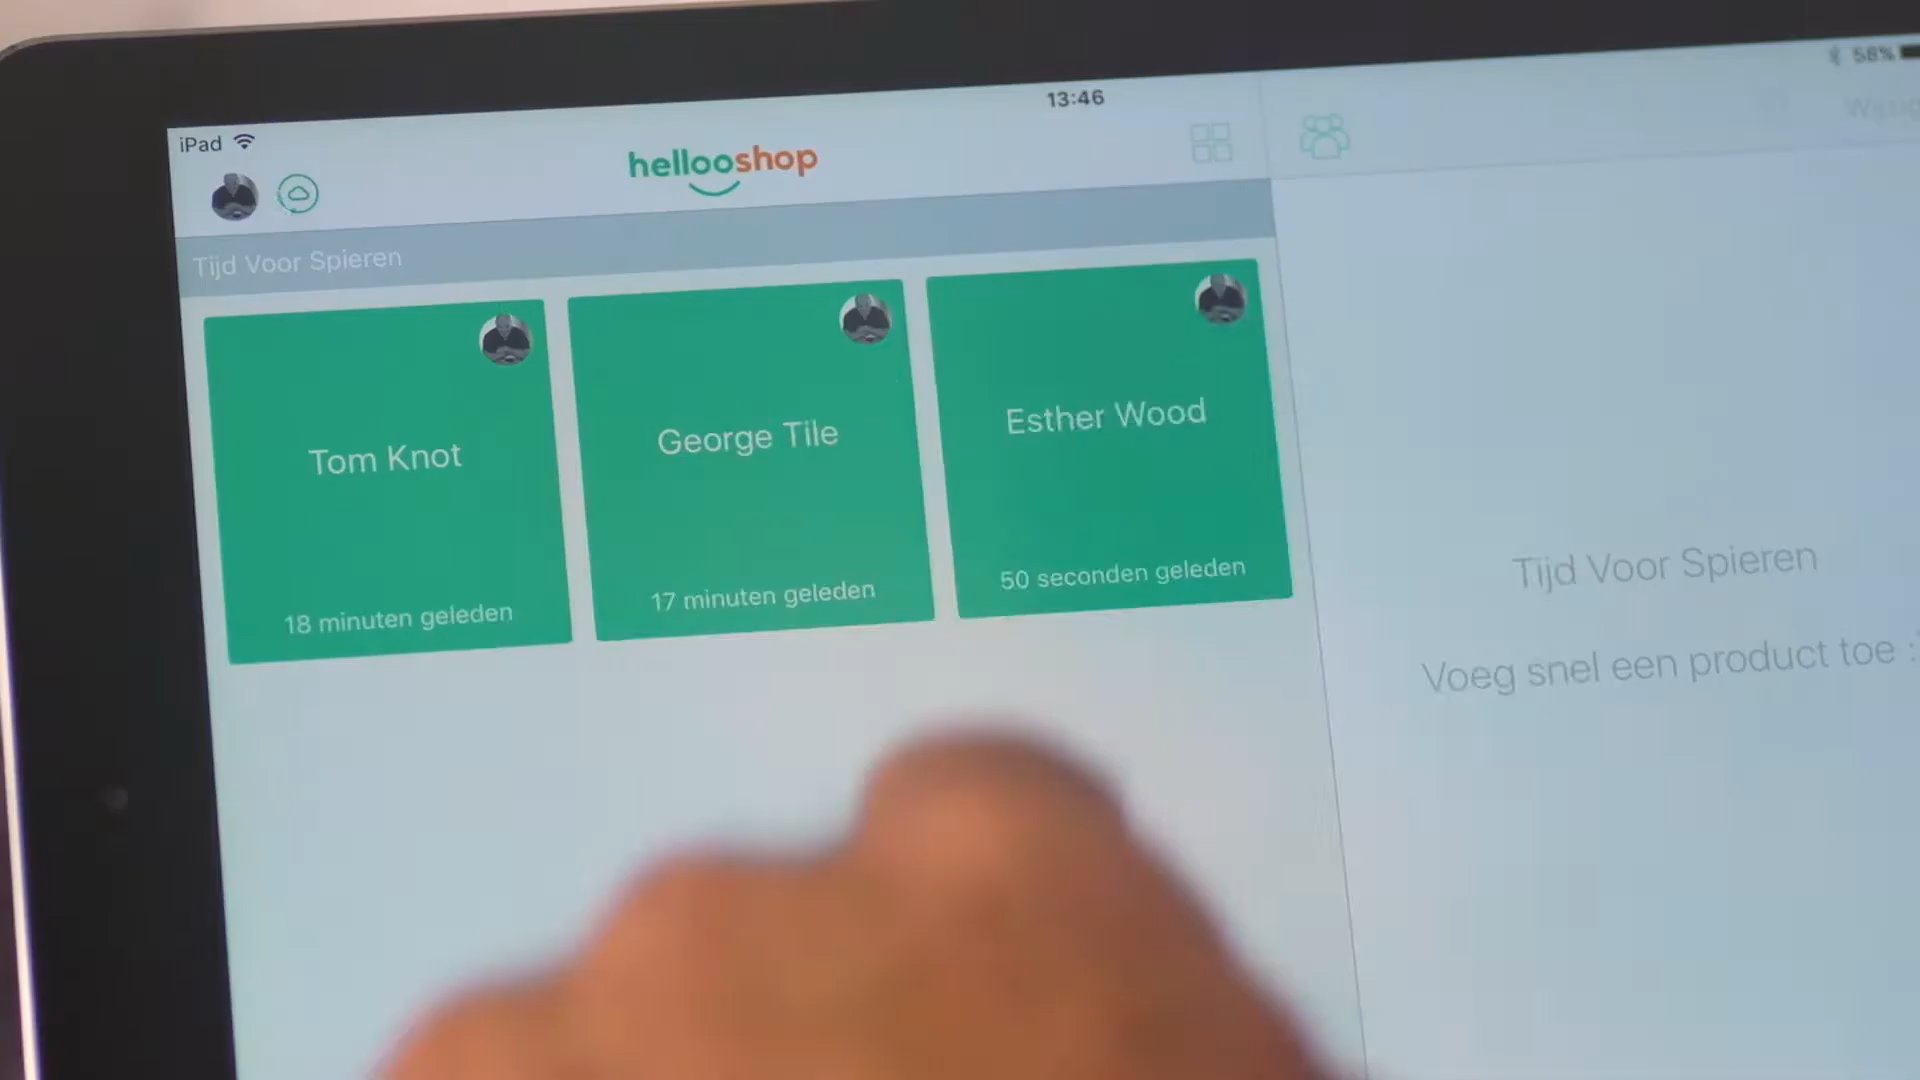 iPad
13:46
58%
hellooshop
Tijd Voor Spieren
Tom Knot
George Tile
Esther Wood
18 minuten geleden
17 minuten geleden
50 seconden geleden
Tijd Voor Spieren
Voeg snel een product toe :